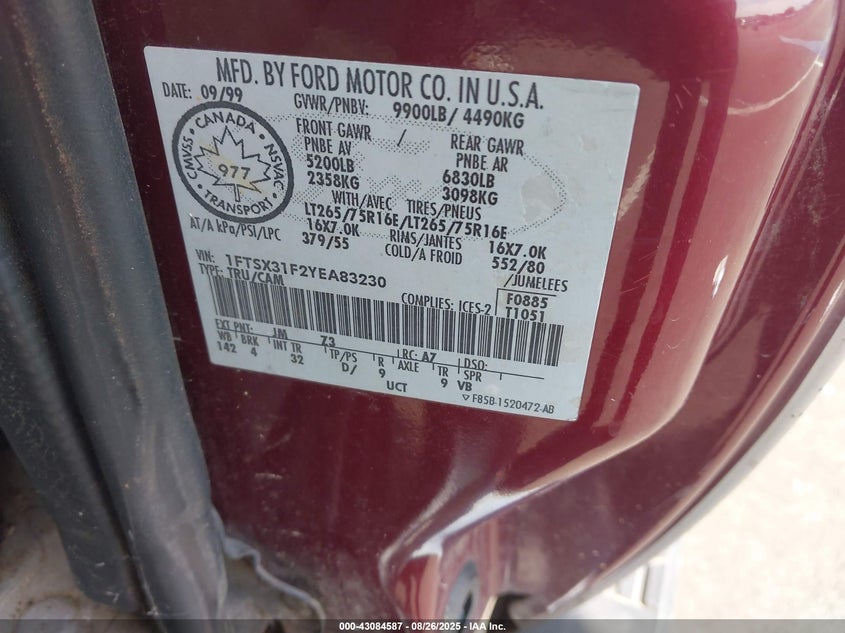 MFD. BY FORD MOTOR CO. IN U.S.A.
DATE: 09/99 GVWR/PNBV: 9900LB/ 4490KG
FRONT GAWR / REAR GAWR
PNBE AV PNBE AR
5200LB 6830LB
2358KG 3098KG
CANADA
CMVSS NSVAC
977
TRANSPORT
WITH/AVEC TIRES/PNEUS
LT265/75R16E/LT265/75R16E
16X7.0K RIMS/JANTES 16X7.0K
AT/A kPa/PSI/LPC 379/55 COLD/A FROID 552/80
VIN: 1FTSX31F2YEA83230 /JUMELEES
TYPE: TRU/CAM F0885
COMPLIES: ICES-2 T1051
EXT PNT: JM Z3 RC: A7 DSO:
WB BRK INT TR TP/PS R AXLE TR SPR
142 4 32 D/ 9 9 VB
UCT
▽ F85B-1520472-AB
000-43084587 - 08/26/2025 - IAA Inc.